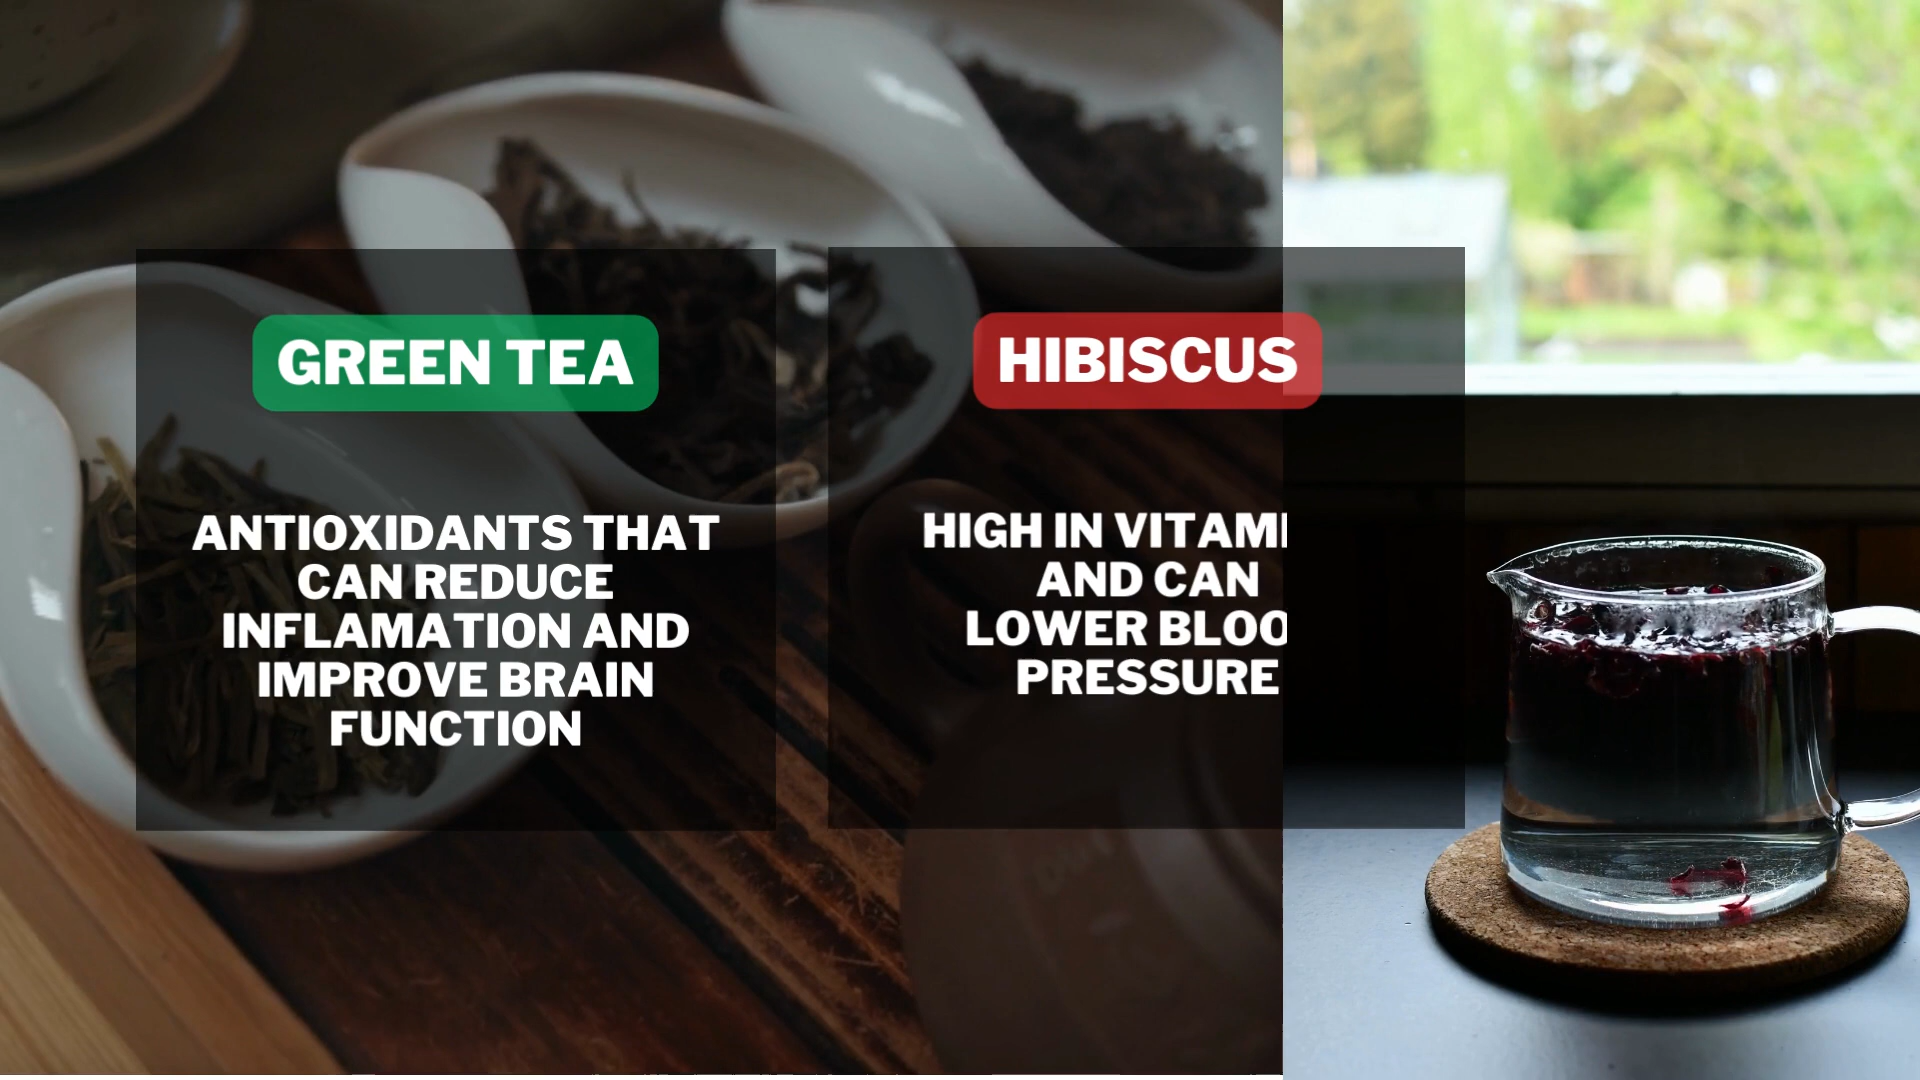 GREEN TEA
ANTIOXIDANTS THAT
CAN REDUCE
INFLAMATION AND
IMPROVE BRAIN
FUNCTION
HIBISCUS
HIGH IN
AND CAN
LOWER
PRESSURE